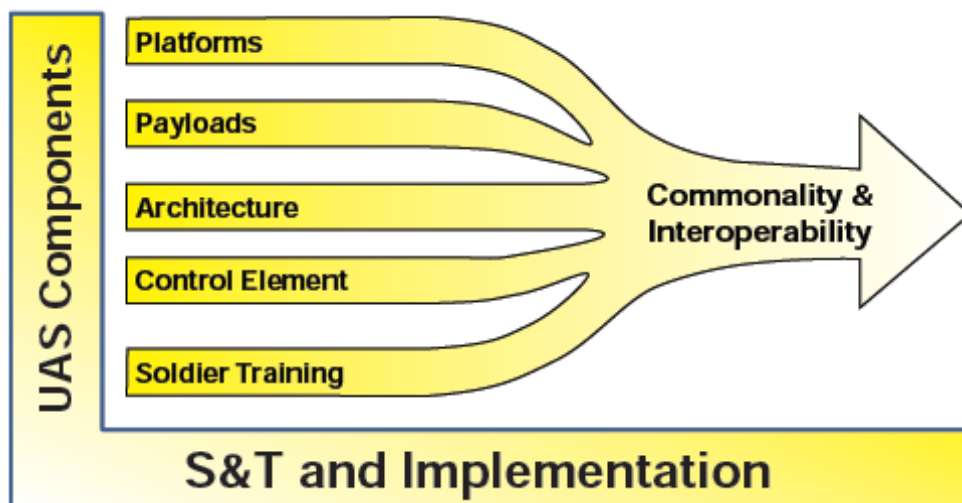 UAS Components
Platforms
Payloads
Architecture
Control Element
Soldier Training
Commonality &
Interoperability
S&T and Implementation